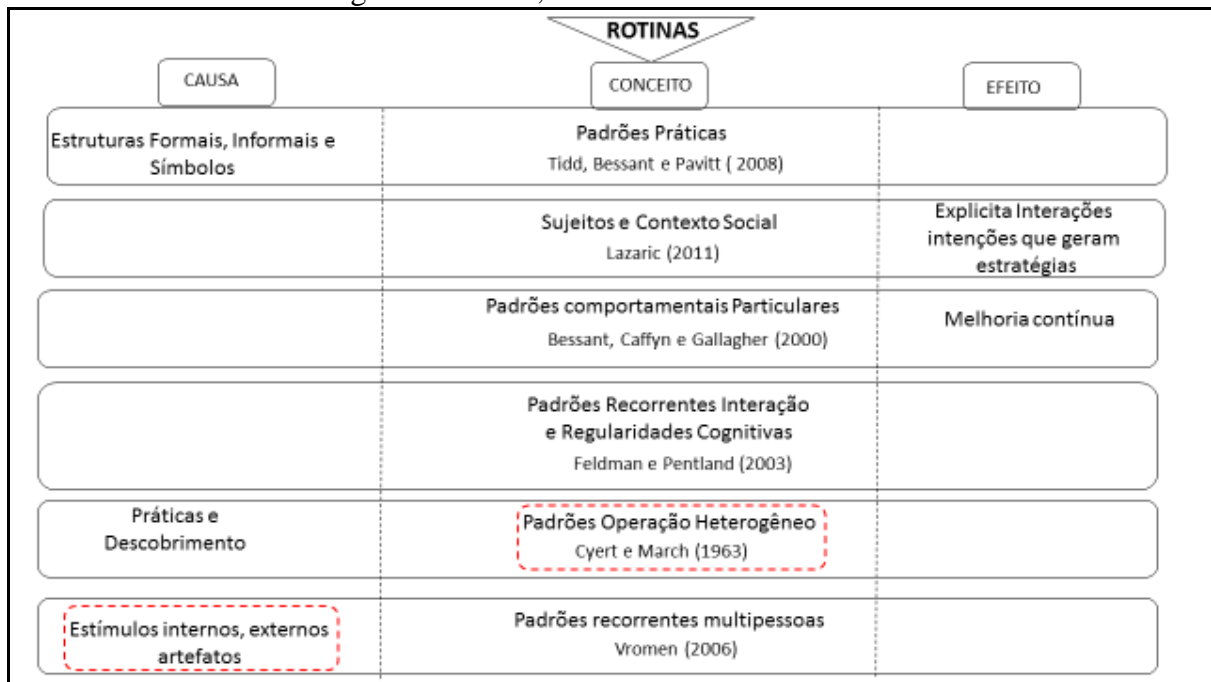 ROTINAS
CAUSA
CONCEITO
EFEITO
Estruturas Formais, Informais e
Símbolos
Padrões Práticas
Tidd, Bessant e Pavitt ( 2008)
Sujeitos e Contexto Social
Lazaric (2011)
Explicita Interações
intenções que geram
estratégias
Padrões comportamentais Particulares
Bessant, Caffyn e Gallagher (2000)
Melhoria contínua
Padrões Recorrentes Interação
e Regularidades Cognitivas
Feldman e Pentland (2003)
Práticas e
Descobrimento
Padrões Operação Heterogêneo
Cyert e March (1963)
Estímulos internos, externos
artefatos
Padrões recorrentes multipessoas
Vromen (2006)